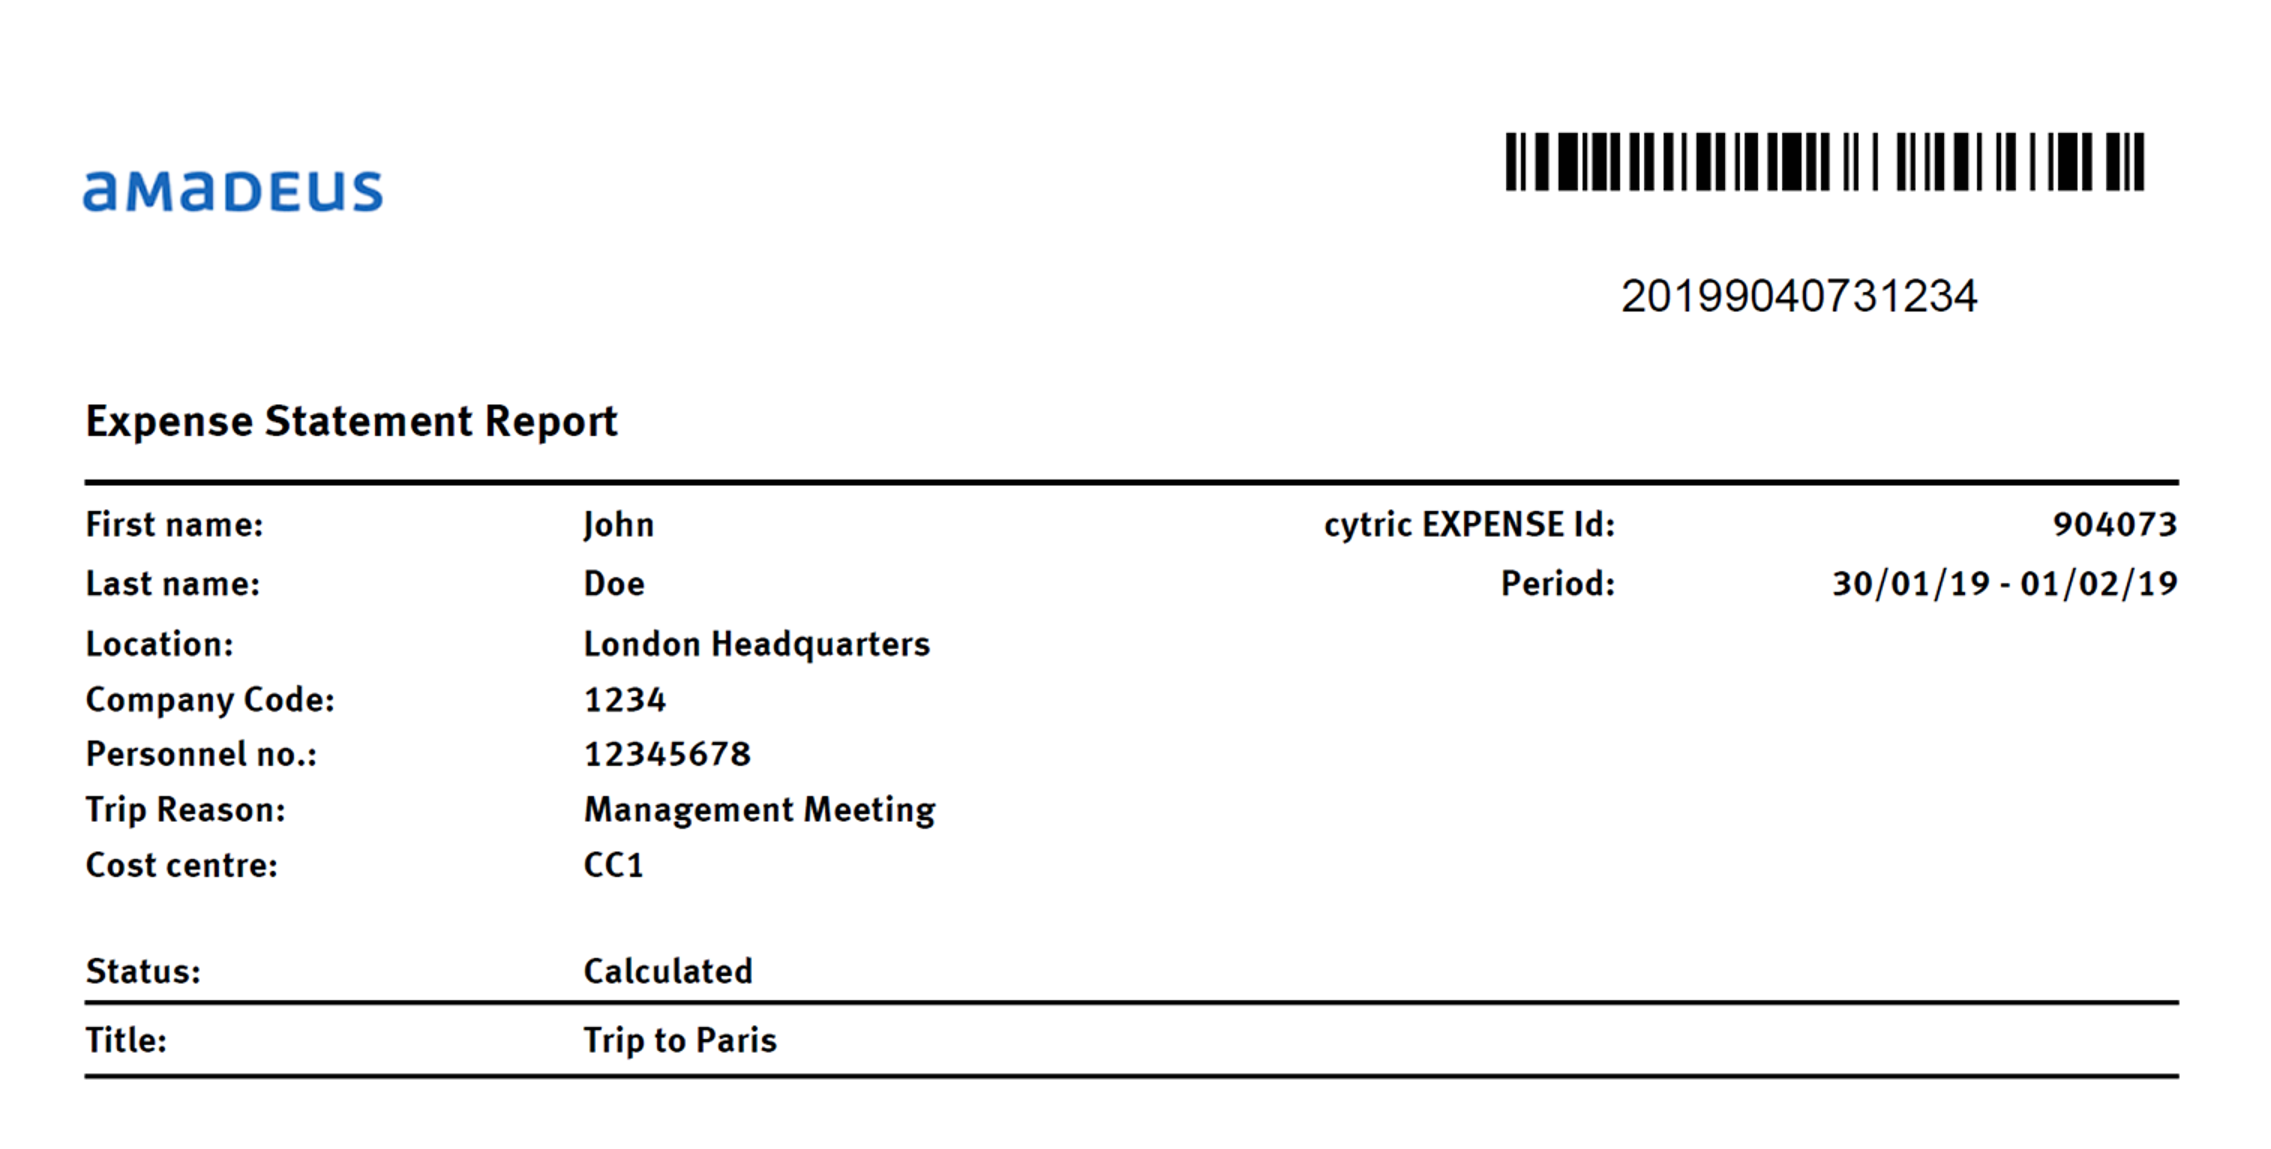 amadeus
20199040731234
Expense Statement Report
First name: John cytric EXPENSE Id: 904073
Last name: Doe Period: 30/01/19 - 01/02/19
Location: London Headquarters
Company Code: 1234
Personnel no.: 12345678
Trip Reason: Management Meeting
Cost centre: CC1
Status: Calculated
Title: Trip to Paris